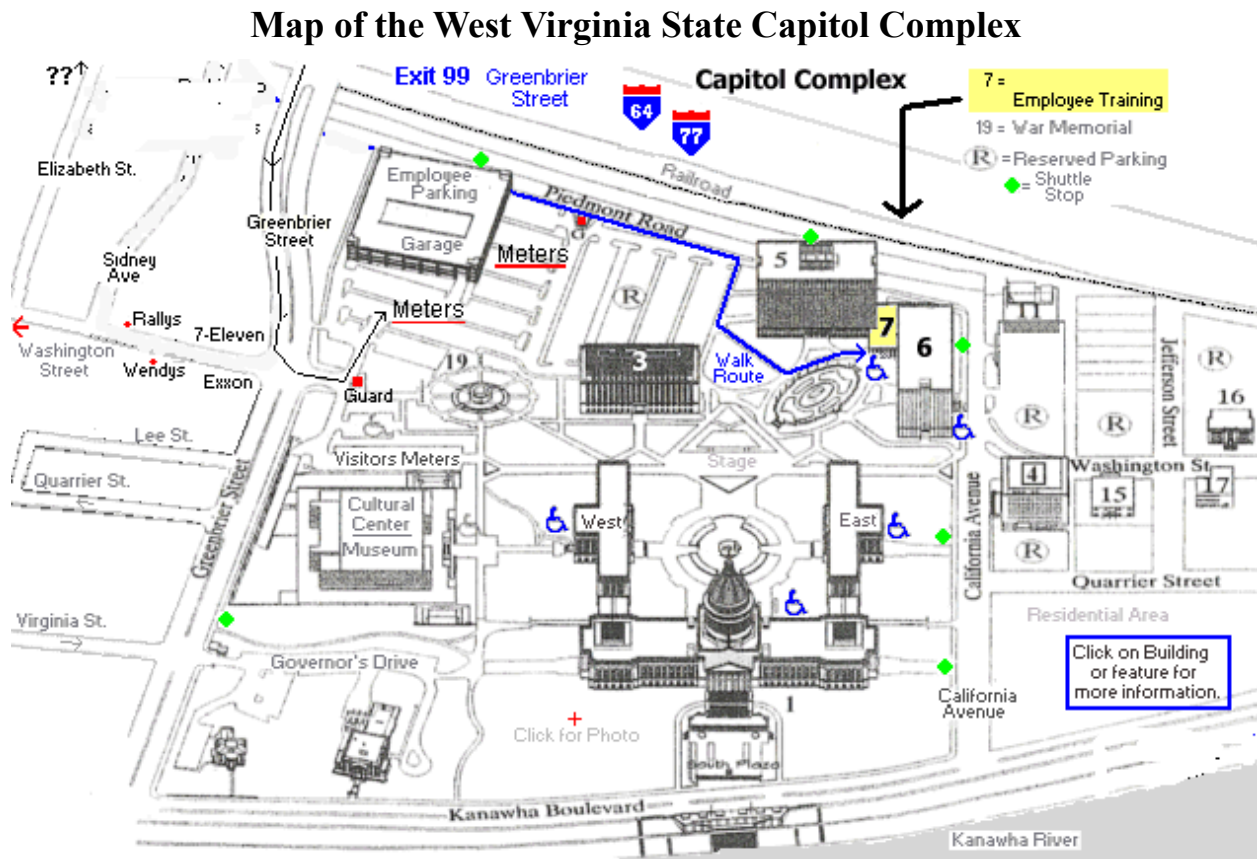 Map of the West Virginia State Capitol Complex
??
Exit 99 Greenbrier
Street
64
77
Capitol Complex
7 =
Employee Training
19 = War Memorial
R = Reserved Parking
= Shuttle
Stop
Elizabeth St.
Employee
Parking
Garage
Railroad
Piedmont Road
Greenbrier
Street
Sidney
Ave
Meters
Meters
R
5
7
6
11
Jefferson Street
R
Rallys
7-Eleven
Washington
Street
Wendys
Exxon
Guard
19
3
Walk
Route
16
R
R
Lee St.
Visitors Meters
Stage
Washington St
Quarrier St.
Greenbrier Street
Cultural
Center
Museum
West
East
California Avenue
4
15
17
R
Quarrier Street
Virginia St.
Residential Area
Governor's Drive
Click on Building
or feature for
more information.
California
Avenue
1
Click for Photo
South Plaza
Kanawha Boulevard
Kanawha River